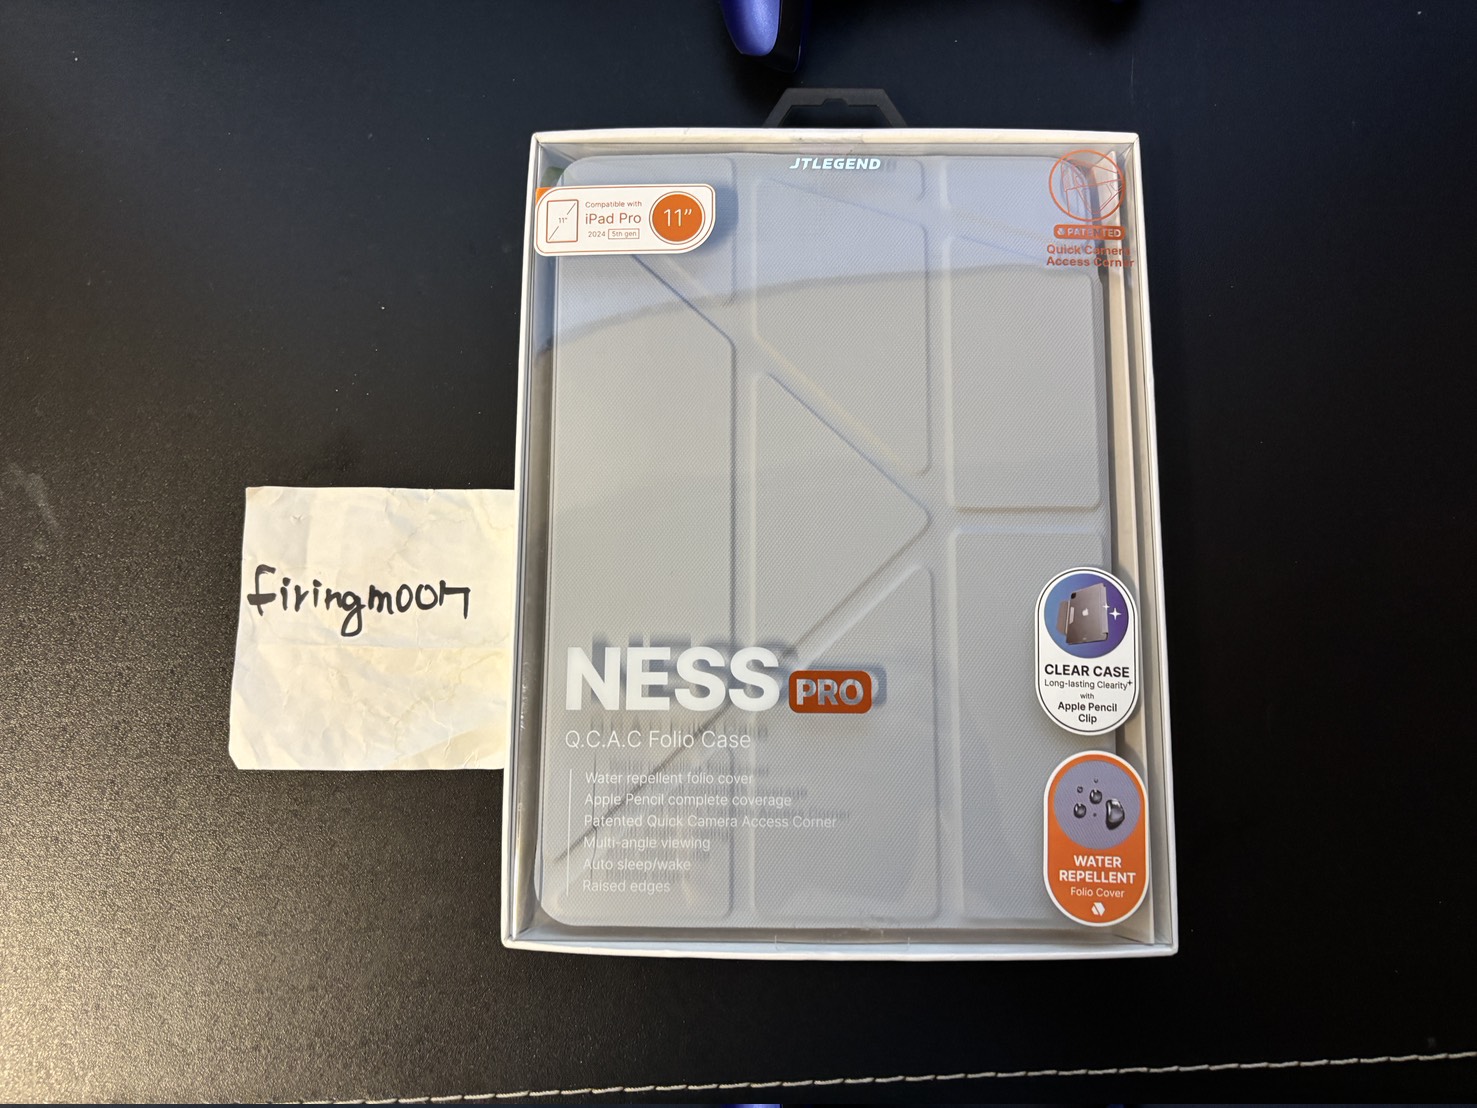 JTLEGEND
11"
Compatible with
iPad Pro
2024 5th gen
11"
PATENTED
Quick Camera
Access Corner
firingmoon
CLEAR CASE
Long-lasting Clearity+
with
Apple Pencil
Clip
NESS PRO
Q.C.A.C Folio Case
Water repellent folio cover
Apple Pencil complete coverage
Patented Quick Camera Access Corner
Multi-angle viewing
Auto sleep/wake
Raised edges
WATER
REPELLENT
Folio Cover